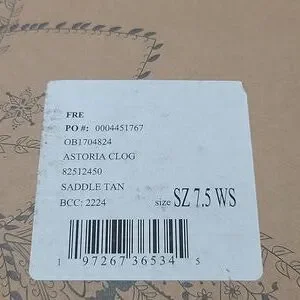 FRE
PO #: 0004451767
OB1704824
ASTORIA CLOG
82512450
SADDLE TAN
BCC: 2224 size SZ 7.5 WS
1 97267 36534 5